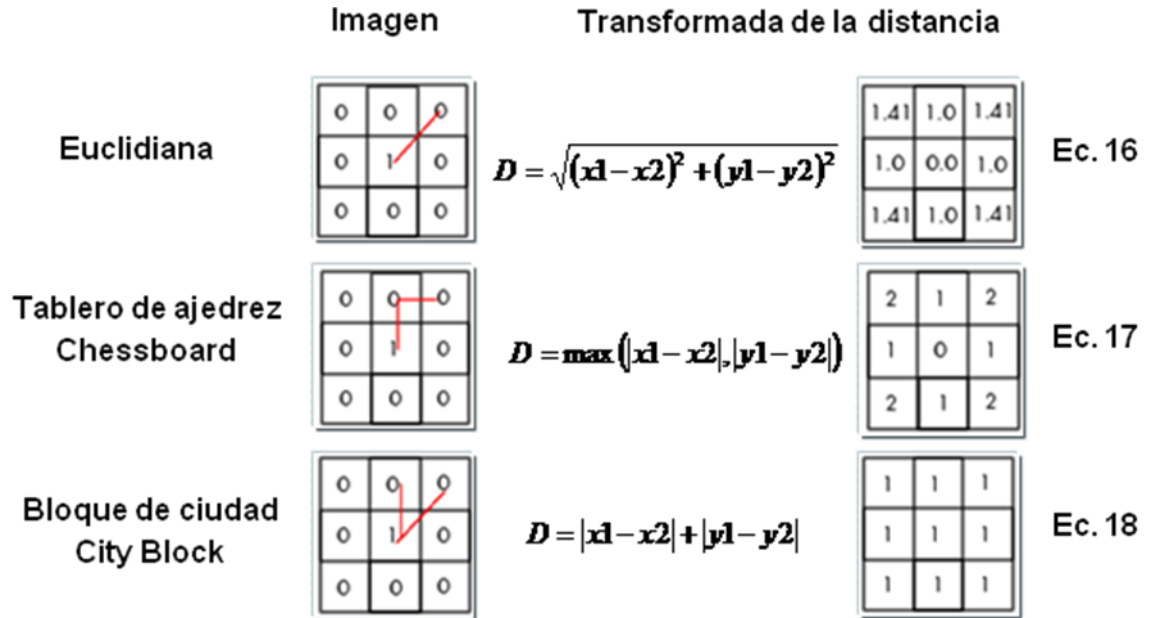 Imagen Transformada de la distancia
0 0 0
0 1 0
0 0 0
Euclidiana
D = √(x1−x2)² + (y1−y2)²
1.41 1.0 1.41
1.0 0.0 1.0
1.41 1.0 1.41
Ec. 16
0 0 0
0 1 0
0 0 0
Tablero de ajedrez
Chessboard
D = max(|x1−x2|,|y1−y2|)
2 1 2
1 0 1
2 1 2
Ec. 17
0 0 0
0 1 0
0 0 0
Bloque de ciudad
City Block
D = |x1−x2| + |y1−y2|
1 1 1
1 1 1
1 1 1
Ec. 18